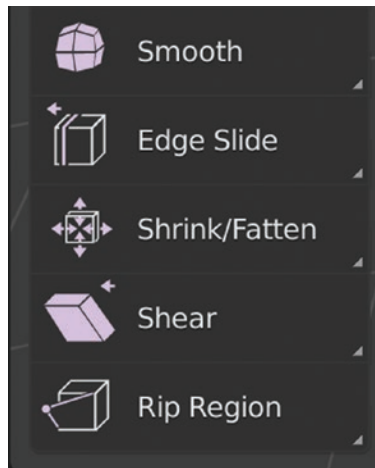 Smooth
Edge Slide
Shrink/Fatten
Shear
Rip Region